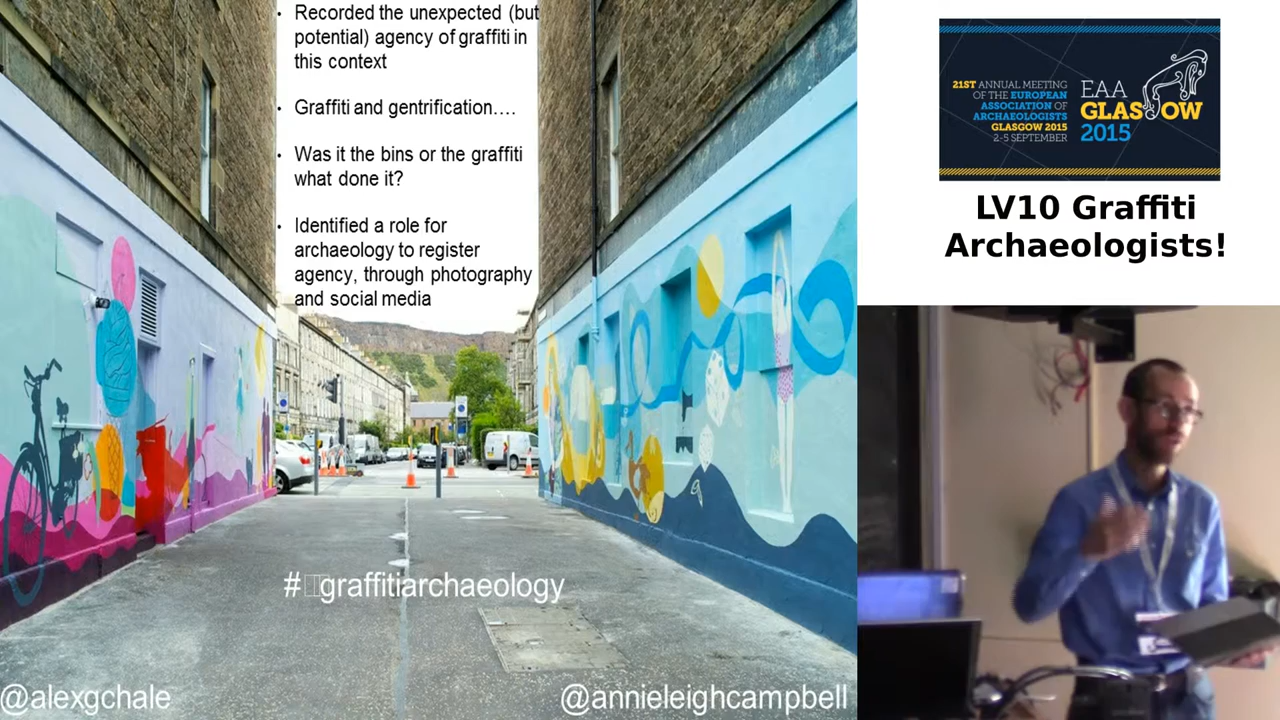 • Recorded the unexpected (but
potential) agency of graffiti in
this context
• Graffiti and gentrification….
• Was it the bins or the graffiti
what done it?
• Identified a role for
archaeology to register
agency, through photography
and social media
#graffitiarchaeology
@alexgchale
@annieleighcampbell
21ST ANNUAL MEETING
OF THE EUROPEAN
ASSOCIATION OF
ARCHAEOLOGISTS
GLASGOW 2015
2-5 SEPTEMBER
EAA
GLASGOW
2015
LV10 Graffiti
Archaeologists!